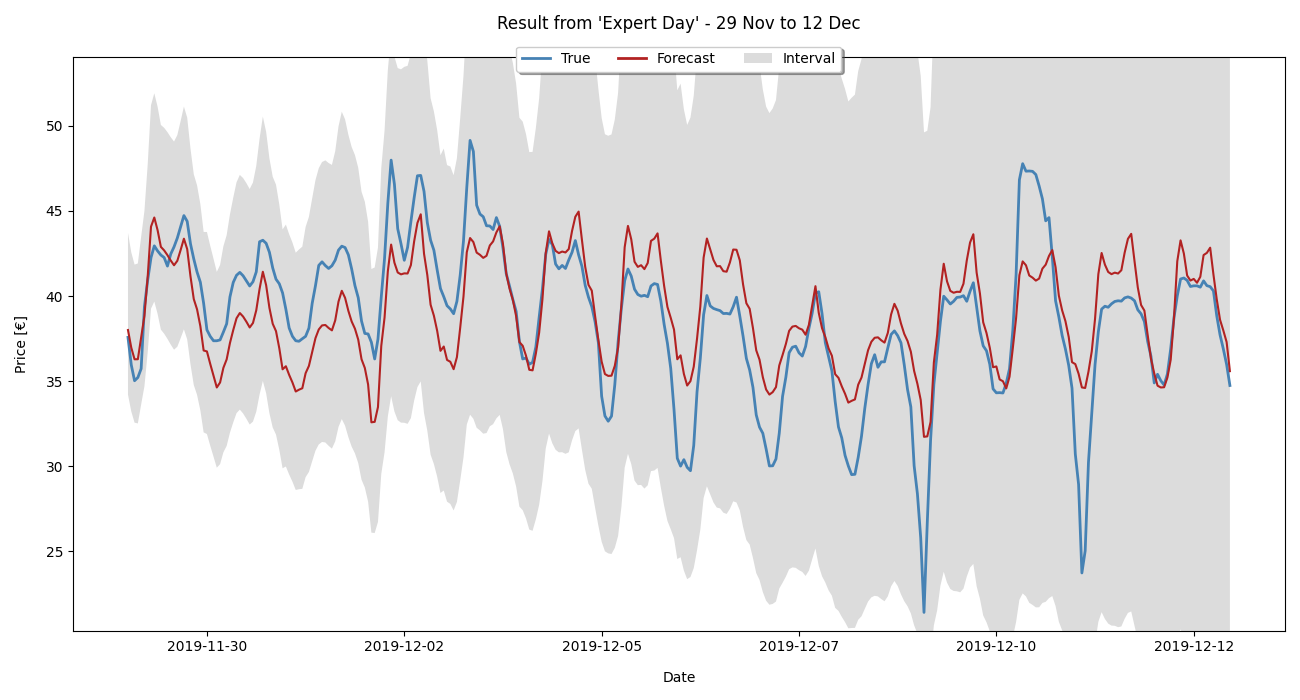 Result from 'Expert Day' - 29 Nov to 12 Dec
True Forecast Interval
Price [€]
50
45
40
35
30
25
2019-11-30 2019-12-02 2019-12-05 2019-12-07 2019-12-10 2019-12-12
Date